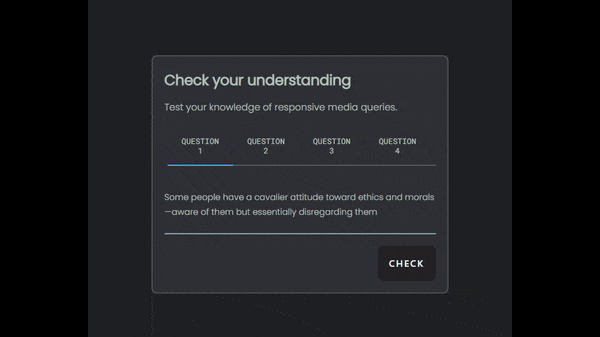 Check your understanding
Test your knowledge of responsive media queries.
QUESTION 1
QUESTION 2
QUESTION 3
QUESTION 4
Some people have a cavalier attitude toward ethics and morals
—aware of them but essentially disregarding them
CHECK